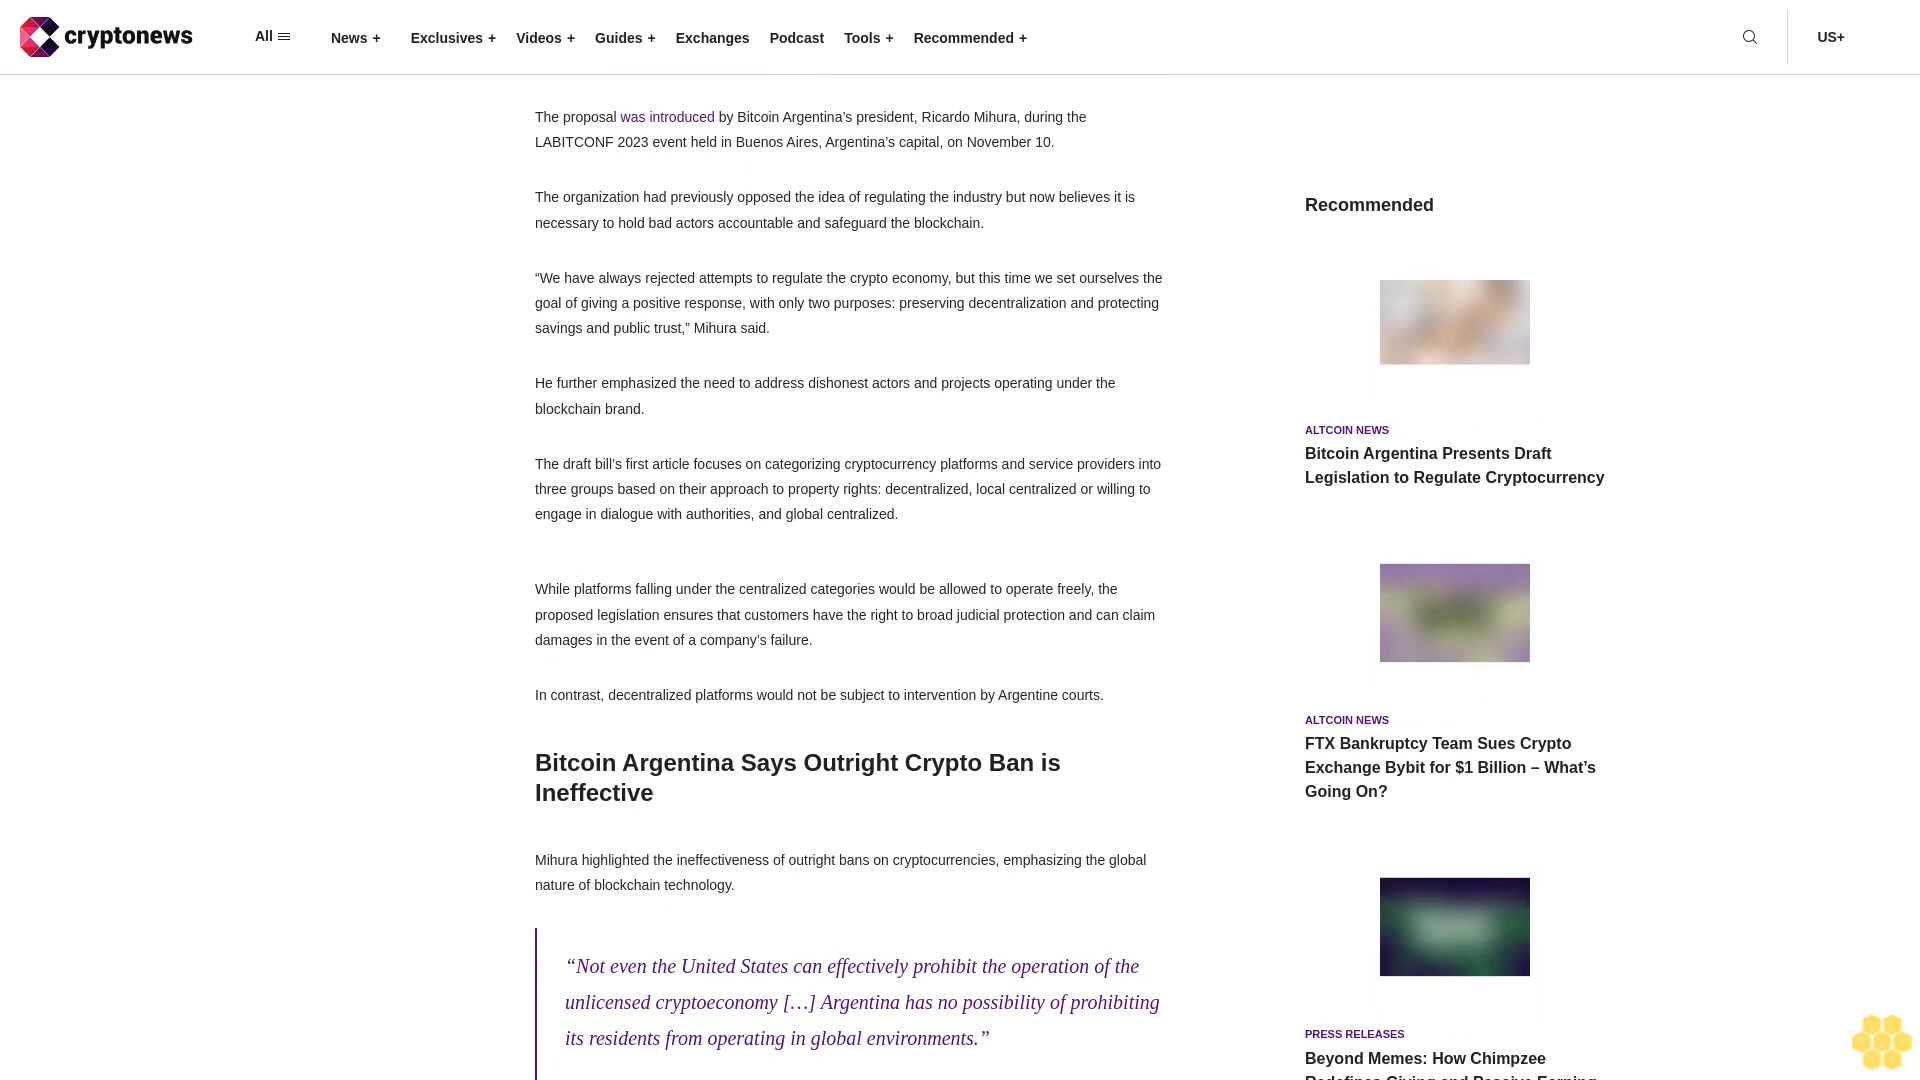 cryptonews
All
News +
Exclusives +
Videos +
Guides +
Exchanges
Podcast
Tools +
Recommended +
US+
The proposal was introduced by Bitcoin Argentina’s president, Ricardo Mihura, during the
LABITCONF 2023 event held in Buenos Aires, Argentina’s capital, on November 10.
The organization had previously opposed the idea of regulating the industry but now believes it is
necessary to hold bad actors accountable and safeguard the blockchain.
“We have always rejected attempts to regulate the crypto economy, but this time we set ourselves the
goal of giving a positive response, with only two purposes: preserving decentralization and protecting
savings and public trust,” Mihura said.
He further emphasized the need to address dishonest actors and projects operating under the
blockchain brand.
The draft bill’s first article focuses on categorizing cryptocurrency platforms and service providers into
three groups based on their approach to property rights: decentralized, local centralized or willing to
engage in dialogue with authorities, and global centralized.
While platforms falling under the centralized categories would be allowed to operate freely, the
proposed legislation ensures that customers have the right to broad judicial protection and can claim
damages in the event of a company’s failure.
In contrast, decentralized platforms would not be subject to intervention by Argentine courts.
Bitcoin Argentina Says Outright Crypto Ban is
Ineffective
Mihura highlighted the ineffectiveness of outright bans on cryptocurrencies, emphasizing the global
nature of blockchain technology.
“Not even the United States can effectively prohibit the operation of the
unlicensed cryptoeconomy […] Argentina has no possibility of prohibiting
its residents from operating in global environments.”
Recommended
ALTCOIN NEWS
Bitcoin Argentina Presents Draft
Legislation to Regulate Cryptocurrency
ALTCOIN NEWS
FTX Bankruptcy Team Sues Crypto
Exchange Bybit for $1 Billion – What’s
Going On?
PRESS RELEASES
Beyond Memes: How Chimpzee
Redefines Giving and Passive Earning